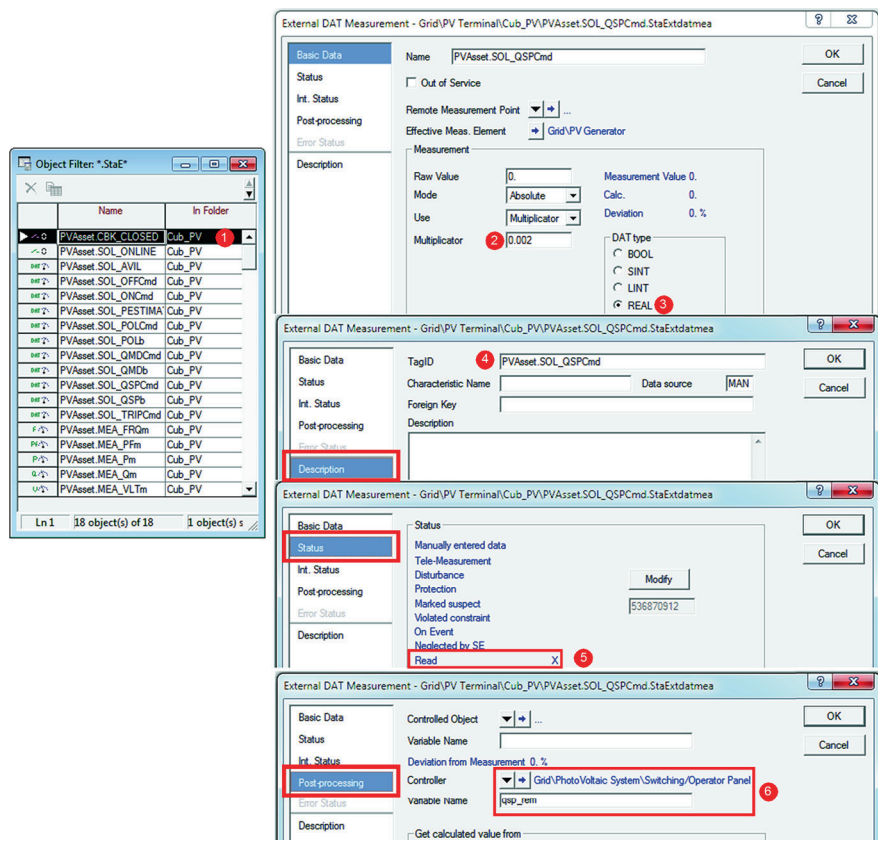 Object Filter: *.StaE*
Name In Folder
PVAsset.CBK_CLOSED Cub_PV 1
PVAsset.SOL_ONLINE Cub_PV
PVAsset.SOL_AVIL Cub_PV
PVAsset.SOL_OFFCmd Cub_PV
PVAsset.SOL_ONCmd Cub_PV
PVAsset.SOL_PESTIMA Cub_PV
PVAsset.SOL_POLCmd Cub_PV
PVAsset.SOL_POLb Cub_PV
PVAsset.SOL_QMDCmd Cub_PV
PVAsset.SOL_QMDb Cub_PV
PVAsset.SOL_QSPCmd Cub_PV
PVAsset.SOL_QSPb Cub_PV
PVAsset.SOL_TRIPCmd Cub_PV
PVAsset.MEA_FRQm Cub_PV
PVAsset.MEA_PFm Cub_PV
PVAsset.MEA_Pm Cub_PV
PVAsset.MEA_Qm Cub_PV
PVAsset.MEA_VLTm Cub_PV
Ln 1 18 object(s) of 18 1 object(s) s
External DAT Measurement - Grid\PV Terminal\Cub_PV\PVAsset.SOL_QSPCmd.StaExtdatmea
Basic Data
Status
Int. Status
Post-processing
Error Status
Description
Name PVAsset.SOL_QSPCmd
Out of Service
Remote Measurement Point ...
Effective Meas. Element Grid\PV Generator
Measurement
Raw Value 0. Measurement Value 0.
Mode Absolute Calc. 0.
Use Multiplicator Deviation 0. %
Multiplicator 2 0.002
DAT type
BOOL
SINT
LINT
REAL 3
OK
Cancel
External DAT Measurement - Grid\PV Terminal\Cub_PV\PVAsset.SOL_QSPCmd.StaExtdatmea
Basic Data
Status
Int. Status
Post-processing
Error Status
Description
TagID 4 PVAsset.SOL_QSPCmd
Characteristic Name Data source MAN
Foreign Key
Description
OK
Cancel
External DAT Measurement - Grid\PV Terminal\Cub_PV\PVAsset.SOL_QSPCmd.StaExtdatmea
Basic Data
Status
Int. Status
Post-processing
Error Status
Description
Status
Manually entered data
Tele-Measurement
Disturbance
Protection
Marked suspect
Violated constraint
On Event
Neglected by SE
Read X 5
Modify
536870912
OK
Cancel
External DAT Measurement - Grid\PV Terminal\Cub_PV\PVAsset.SOL_QSPCmd.StaExtdatmea
Basic Data
Status
Int. Status
Post-processing
Error Status
Description
Controlled Object ...
Variable Name
Deviation from Measurement 0. %
Controller Grid\PhotoVoltaic System\Switching/Operator Panel
Variable Name qsp_rem 6
Get calculated value from
OK
Cancel